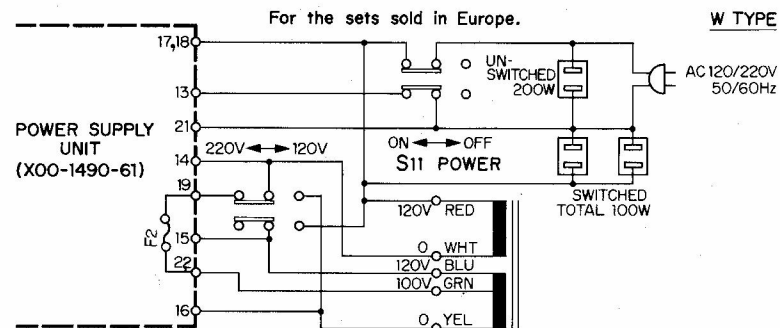 For the sets sold in Europe.
W TYPE
17,18
UN-
SWITCHED
200W
AC 120/220V
50/60Hz
13
POWER SUPPLY
UNIT
(X00-1490-61)
21
ON ↔ OFF
S11 POWER
14
220V ↔ 120V
19
SWITCHED
TOTAL 100W
120V RED
F2
15
0 WHT
120V BLU
22
100V GRN
16
0 YEL